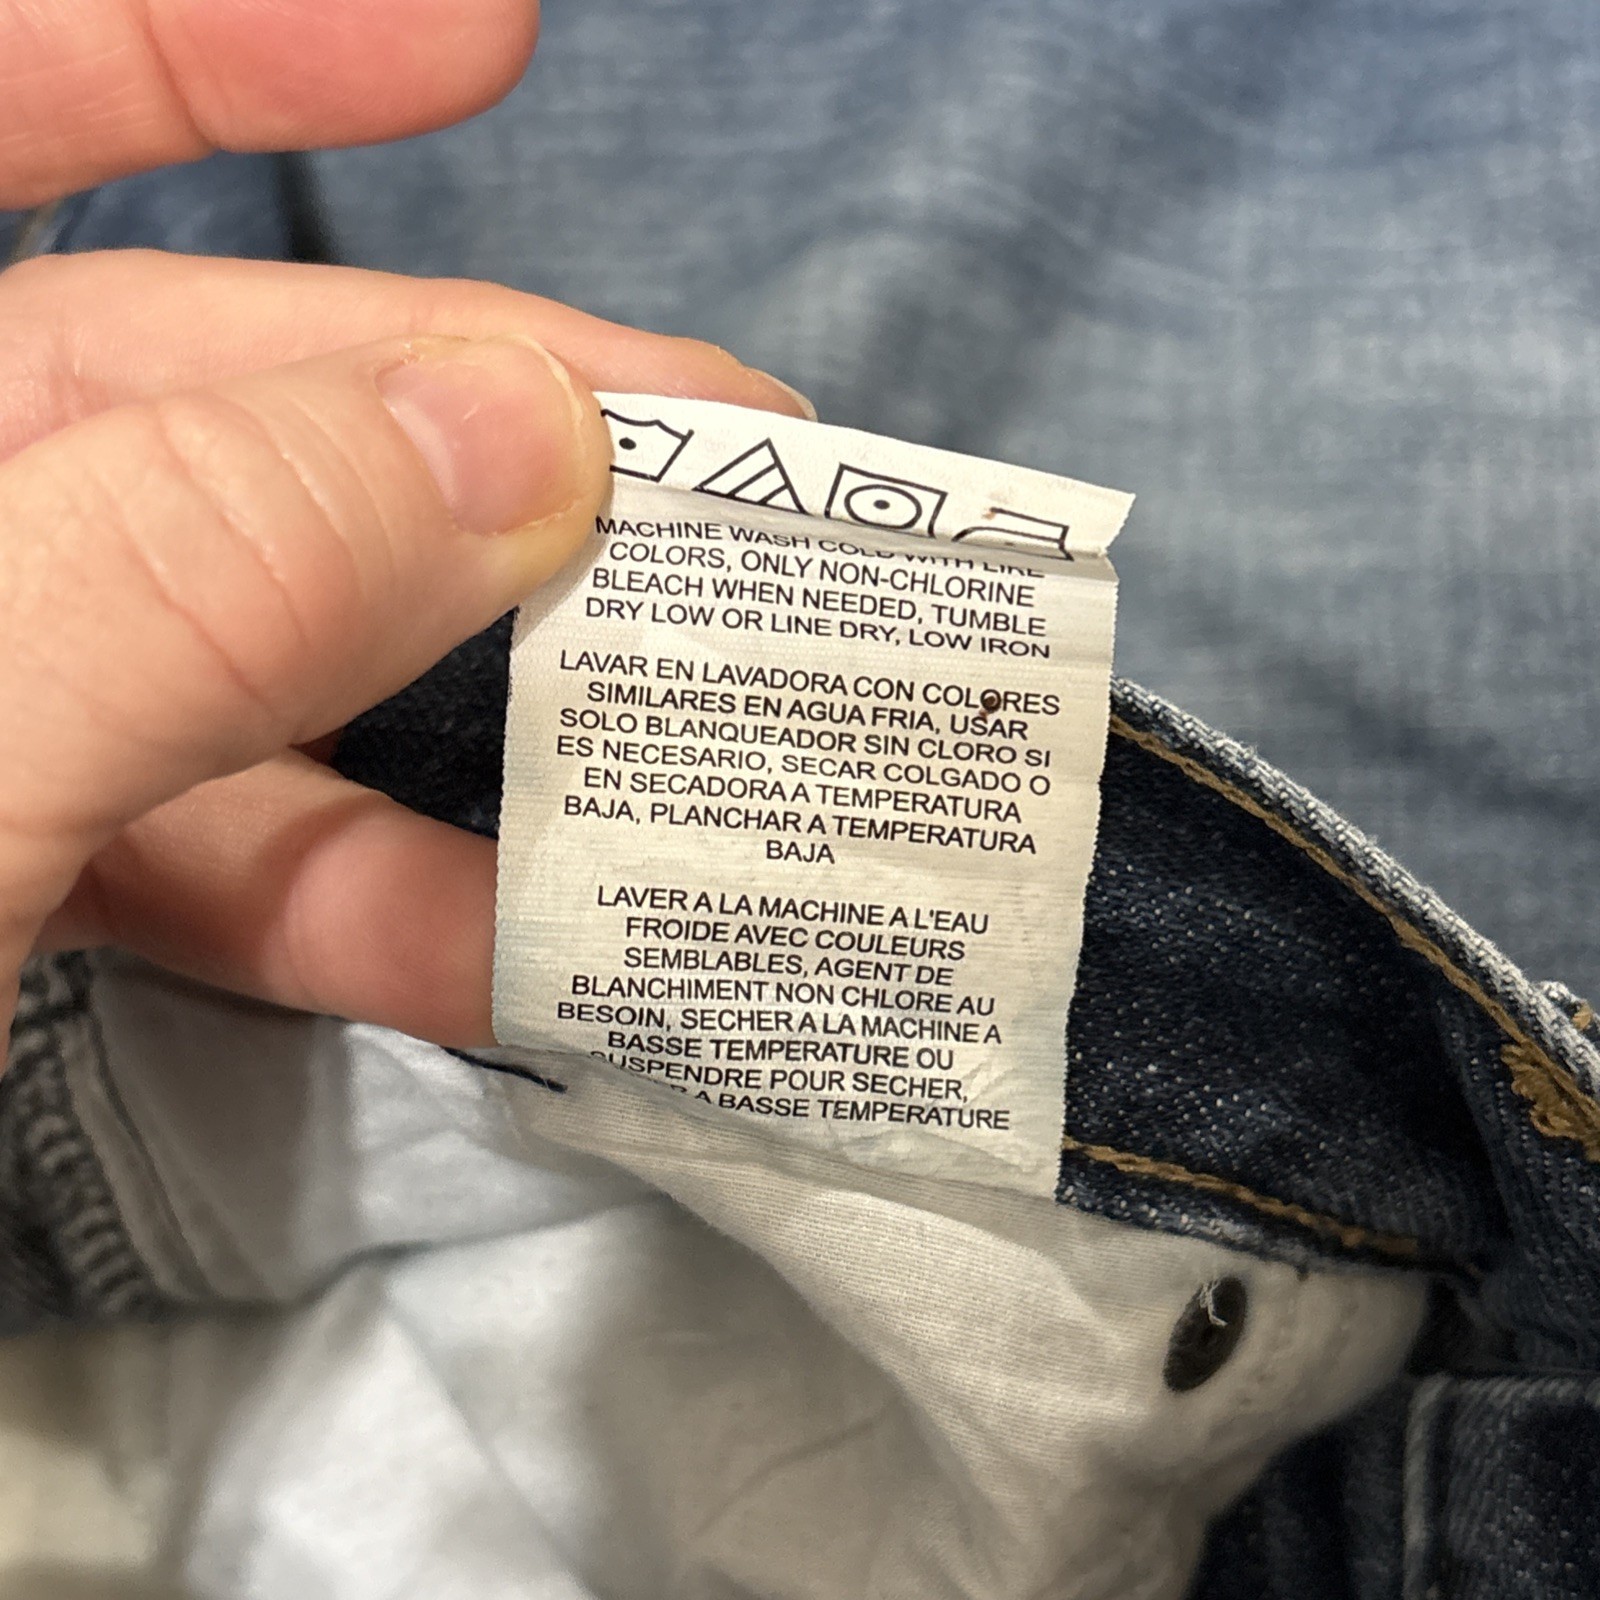 MACHINE WASH COLD WITH LIKE
COLORS, ONLY NON-CHLORINE
BLEACH WHEN NEEDED, TUMBLE
DRY LOW OR LINE DRY, LOW IRON
LAVAR EN LAVADORA CON COLORES
SIMILARES EN AGUA FRIA, USAR
SOLO BLANQUEADOR SIN CLORO SI
ES NECESARIO, SECAR COLGADO O
EN SECADORA A TEMPERATURA
BAJA, PLANCHAR A TEMPERATURA
BAJA
LAVER A LA MACHINE A L'EAU
FROIDE AVEC COULEURS
SEMBLABLES, AGENT DE
BLANCHIMENT NON CHLORE AU
BESOIN, SECHER A LA MACHINE A
BASSE TEMPERATURE OU
SUSPENDRE POUR SECHER,
A BASSE TEMPERATURE